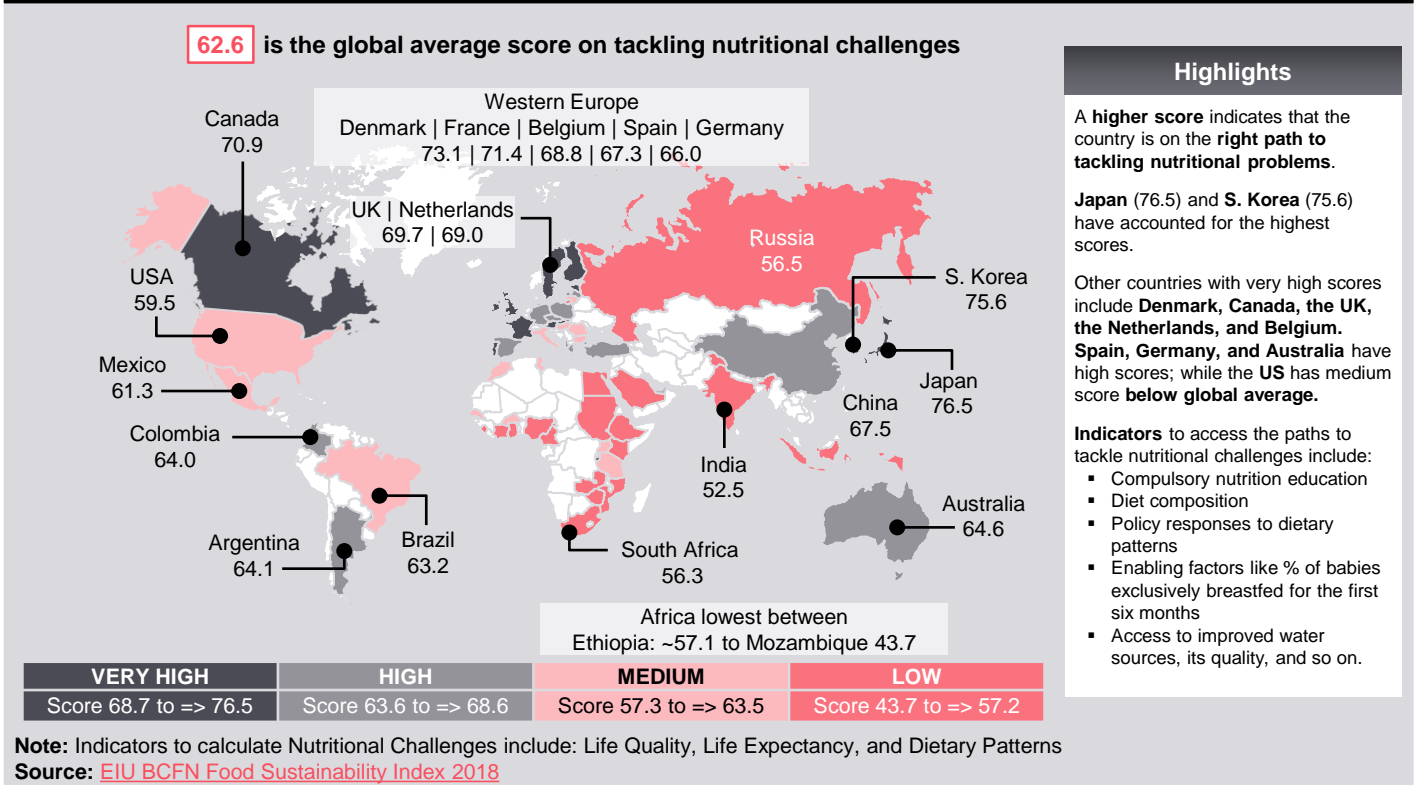 62.6 is the global average score on tackling nutritional challenges
Western Europe
Denmark | France | Belgium | Spain | Germany
73.1 | 71.4 | 68.8 | 67.3 | 66.0
Canada
70.9
UK | Netherlands
69.7 | 69.0
Russia
56.5
USA
59.5
S. Korea
75.6
Mexico
61.3
Japan
76.5
China
67.5
Colombia
64.0
India
52.5
Australia
64.6
Argentina
64.1
Brazil
63.2
South Africa
56.3
Africa lowest between
Ethiopia: ~57.1 to Mozambique 43.7
VERY HIGH
Score 68.7 to => 76.5
HIGH
Score 63.6 to => 68.6
MEDIUM
Score 57.3 to => 63.5
LOW
Score 43.7 to => 57.2
Note: Indicators to calculate Nutritional Challenges include: Life Quality, Life Expectancy, and Dietary Patterns
Source: EIU BCFN Food Sustainability Index 2018
Highlights
A higher score indicates that the
country is on the right path to
tackling nutritional problems.
Japan (76.5) and S. Korea (75.6)
have accounted for the highest
scores.
Other countries with very high scores
include Denmark, Canada, the UK,
the Netherlands, and Belgium.
Spain, Germany, and Australia have
high scores; while the US has medium
score below global average.
Indicators to access the paths to
tackle nutritional challenges include:
▪ Compulsory nutrition education
▪ Diet composition
▪ Policy responses to dietary
patterns
▪ Enabling factors like % of babies
exclusively breastfed for the first
six months
▪ Access to improved water
sources, its quality, and so on.